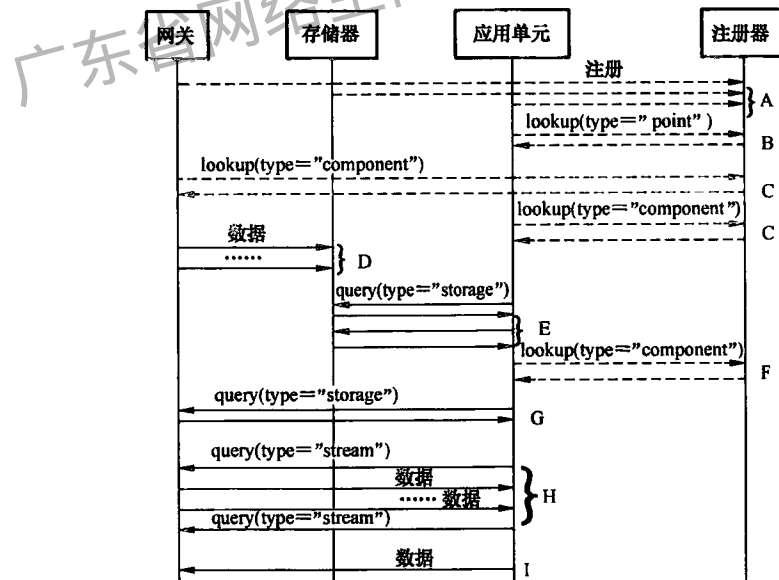 广东省网络空间
网关 存储器 应用单元 注册器
注册
A
lookup(type=" point" )
B
lookup(type="component")
C
lookup(type="component")
C
数据
…… D
query(type="storage")
E
lookup(type="component")
F
query(type="storage")
G
query(type="stream")
数据
H
…… 数据
query(type="stream")
数据
I